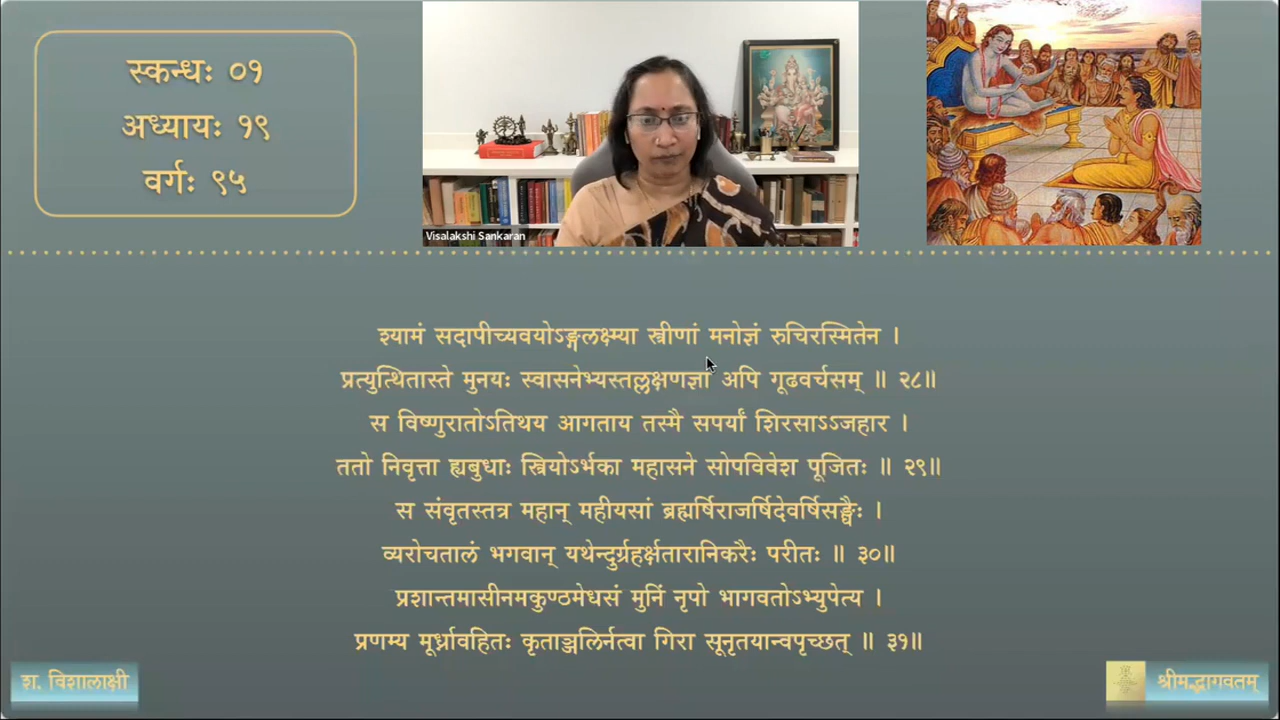 स्कन्धः ०१
अध्यायः १९
वर्गः ९५
Visalakshi Sankaran
श्यामं सदापीच्यवयोऽङ्गलक्ष्म्या स्त्रीणां मनोज्ञं रुचिरस्मितेन ।
प्रत्युत्थितास्ते मुनयः स्वासनेभ्यस्तल्लक्षणज्ञा अपि गूढवर्चसम् ॥ २८॥
स विष्णुरातोऽतिथय आगताय तस्मै सपर्यां शिरसाऽऽजहार ।
ततो निवृत्ता ह्यबुधाः स्त्रियोऽर्भका महासने सोपविवेश पूजितः ॥ २९॥
स संवृतस्तत्र महान् महीयसां ब्रह्मर्षिराजर्षिदेवर्षिसङ्घैः ।
व्यरोचतालं भगवान् यथेन्दुर्ग्रहर्क्षतारानिकरैः परीतः ॥ ३०॥
प्रशान्तमासीनमकुण्ठमेधसं मुनिं नृपो भागवतोऽभ्युपेत्य ।
प्रणम्य मूर्ध्नावहितः कृताञ्जलिर्नत्वा गिरा सूनृतयान्वपृच्छत् ॥ ३१॥
श. विशालाक्षी
श्रीमद्भागवतम्